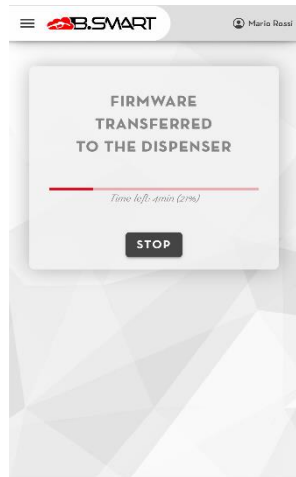 B.SMART
Mario Rossi
FIRMWARE
TRANSFERRED
TO THE DISPENSER
Time left: 4min (21%)
STOP